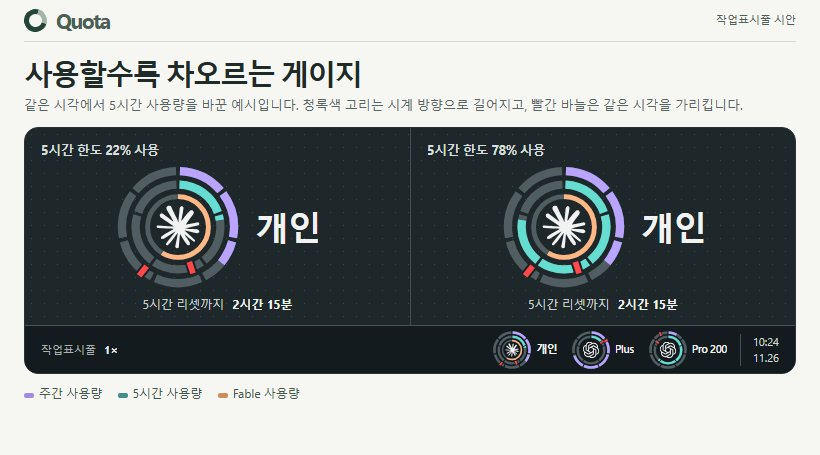 Quota
작업표시줄 시안
사용할수록 차오르는 게이지
같은 시각에서 5시간 사용량을 바꾼 예시입니다. 청록색 고리는 시계 방향으로 길어지고, 빨간 바늘은 같은 시각을 가리킵니다.
5시간 한도 22% 사용
개인
5시간 리셋까지 2시간 15분
5시간 한도 78% 사용
개인
5시간 리셋까지 2시간 15분
작업표시줄 1×
개인
Plus
Pro 200
10:24
11.26
주간 사용량
5시간 사용량
Fable 사용량